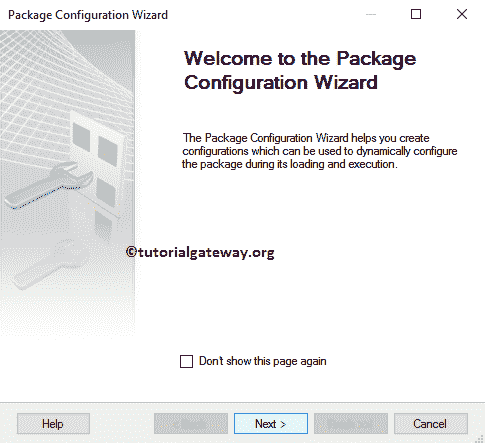 Package Configuration Wizard
Welcome to the Package
Configuration Wizard
The Package Configuration Wizard helps you create
configurations which can be used to dynamically configure
the package during its loading and execution.
©tutorialgateway.org
Don't show this page again
Help
Next >
Cancel